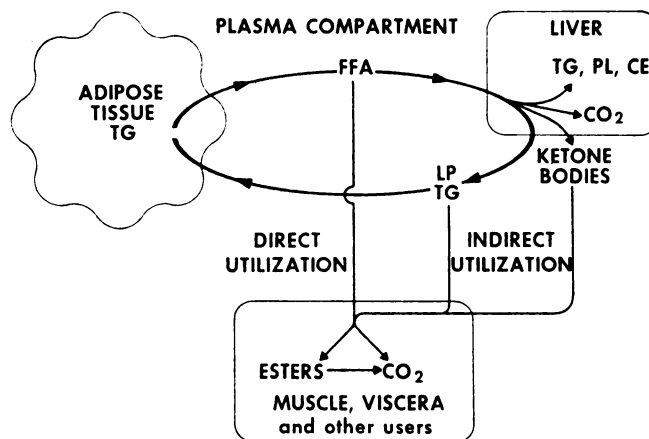 PLASMA COMPARTMENT
LIVER
FFA
TG, PL, CE
ADIPOSE
TISSUE
TG
CO2
KETONE
BODIES
LP
TG
DIRECT
UTILIZATION
INDIRECT
UTILIZATION
ESTERS
CO2
MUSCLE, VISCERA
and other users